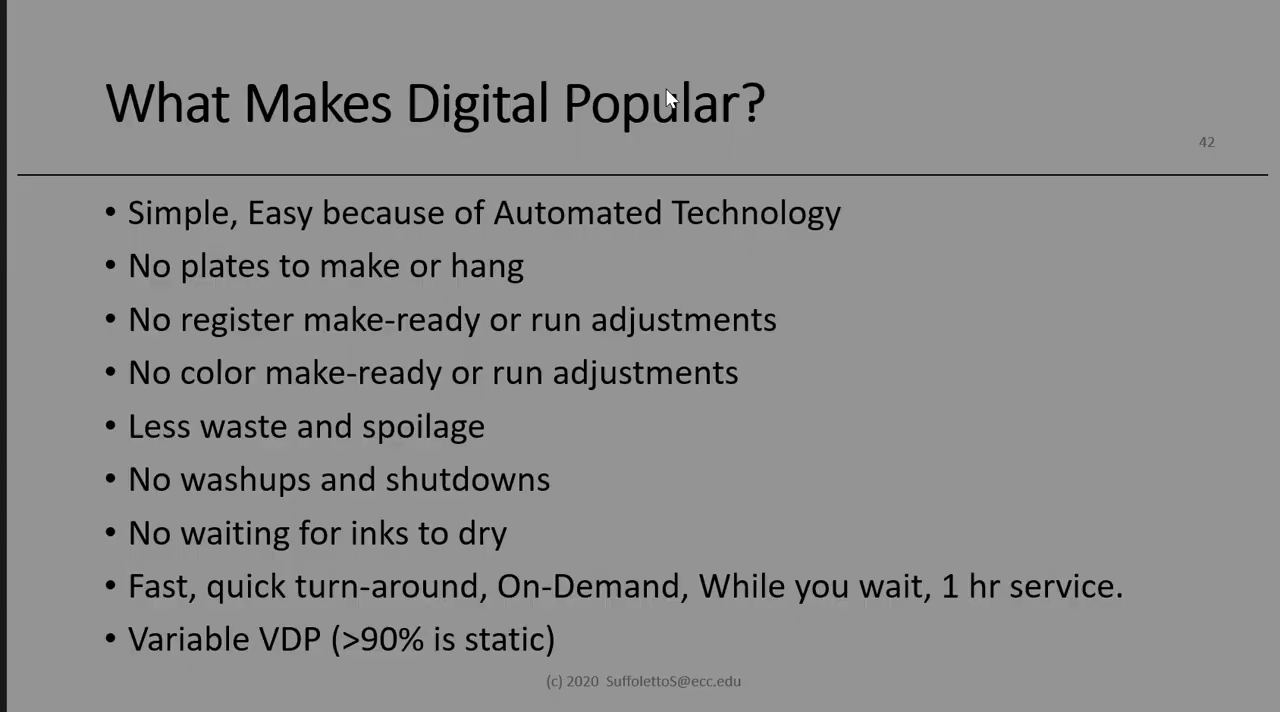 What Makes Digital Popular?
42
• Simple, Easy because of Automated Technology
• No plates to make or hang
• No register make-ready or run adjustments
• No color make-ready or run adjustments
• Less waste and spoilage
• No washups and shutdowns
• No waiting for inks to dry
• Fast, quick turn-around, On-Demand, While you wait, 1 hr service.
• Variable VDP (>90% is static)
(c) 2020 SuffolettoS@ecc.edu